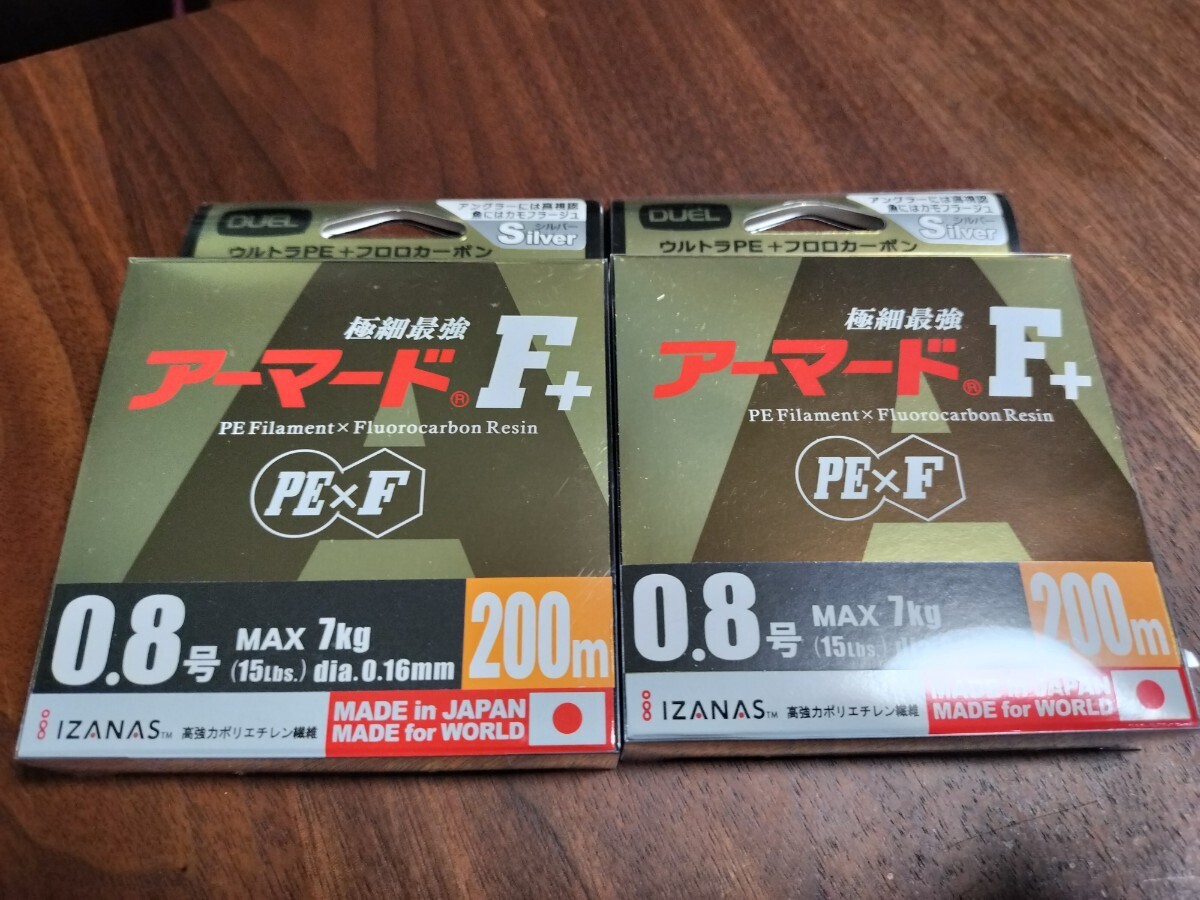 DUEL
アングラーには高視認
魚にはカモフラージュ
シルバー
Silver
ウルトラPE+フロロカーボン
極細最強
アーマード® F+
PE Filament × Fluorocarbon Resin
PE×F
0.8号 MAX 7kg
(15Lbs.) dia.0.16mm
200m
IZANAS™ 高強力ポリエチレン繊維
MADE in JAPAN
MADE for WORLD
DUEL
アングラーには高視認
魚にはカモフラージュ
シルバー
Silver
ウルトラPE+フロロカーボン
極細最強
アーマード® F+
PE Filament × Fluorocarbon Resin
PE×F
0.8号 MAX 7kg
(15Lbs.)
200m
IZANAS™ 高強力ポリエチレン繊維
MADE in JAPAN
MADE for WORLD